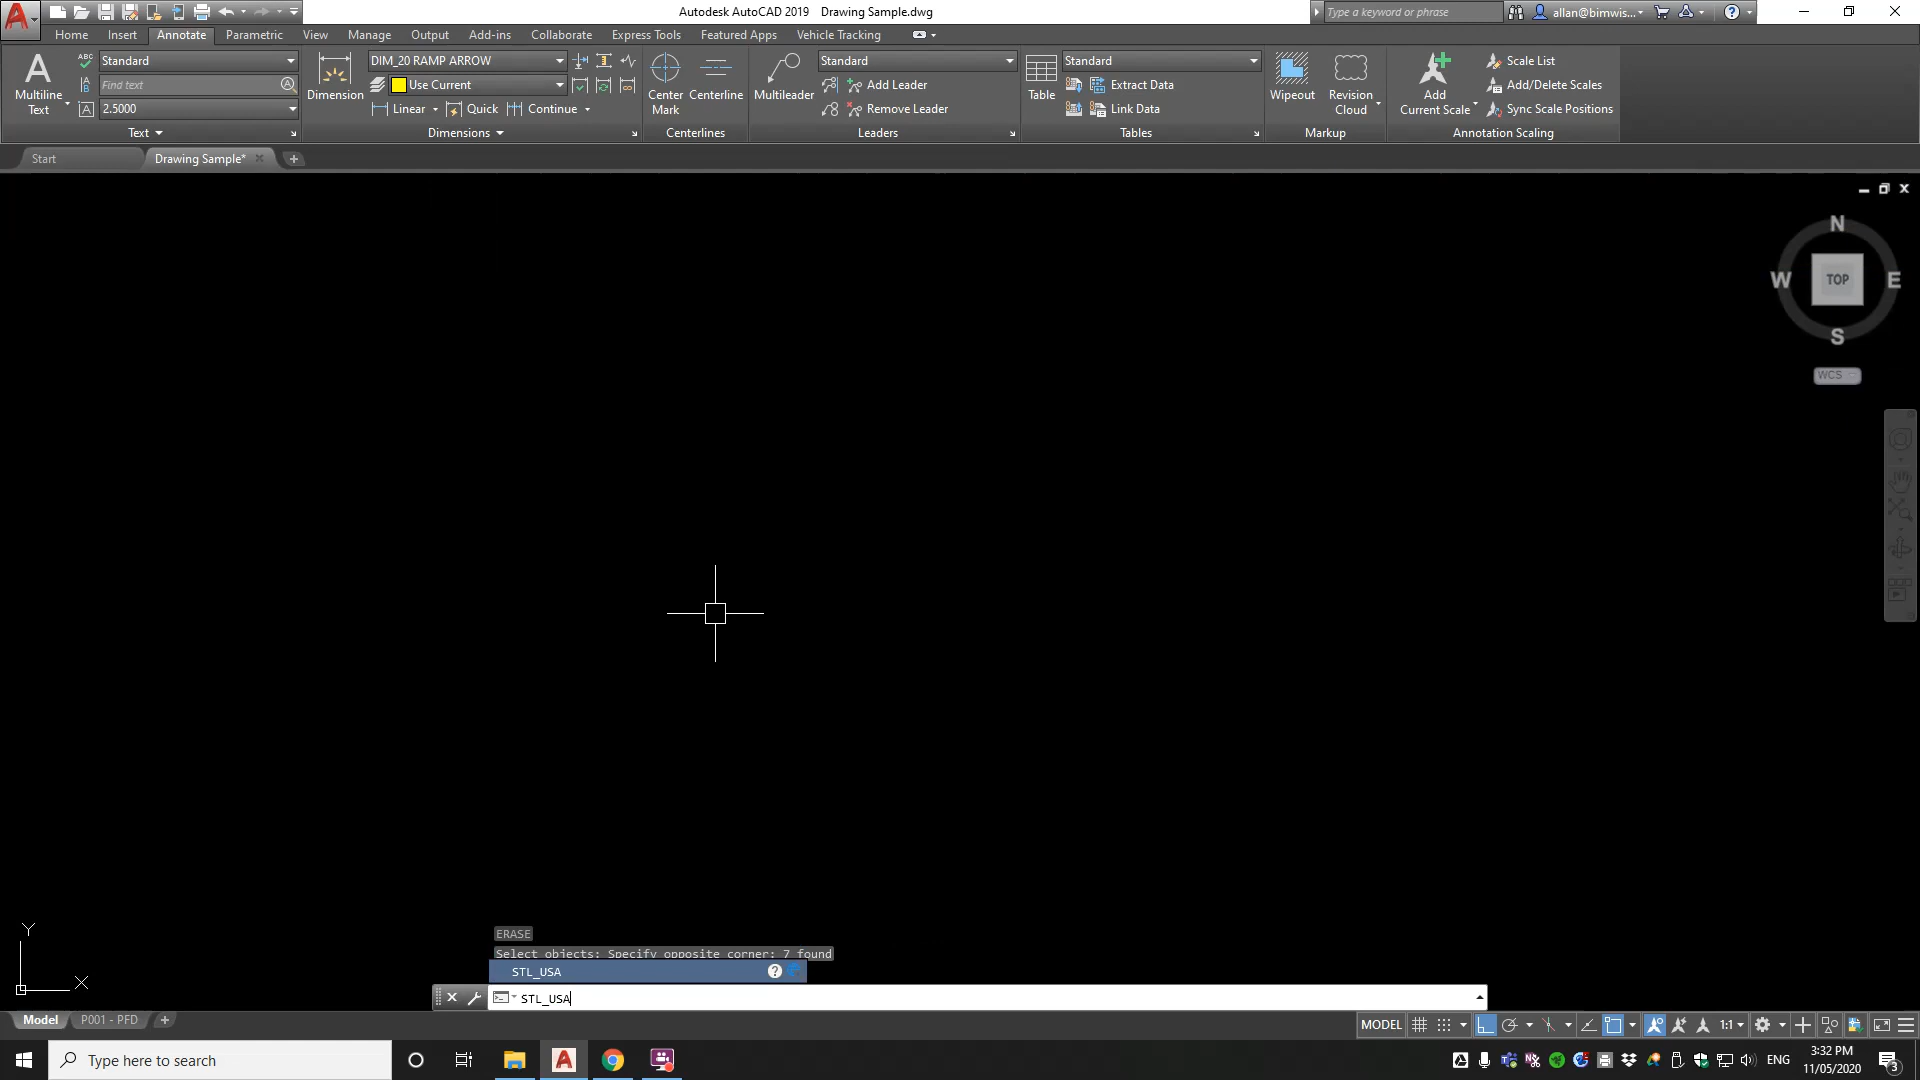 Autodesk AutoCAD 2019 Drawing Sample.dwg
Type a keyword or phrase
allan@bimwis...
Home Insert Annotate Parametric View Manage Output Add-ins Collaborate Express Tools Featured Apps Vehicle Tracking
Multiline Text
ABC Standard
Find text
2.5000
Text
Dimension
DIM_20 RAMP ARROW
Use Current
Linear Quick Continue
Dimensions
Center Mark
Centerline
Centerlines
Multileader
Standard
Add Leader
Remove Leader
Leaders
Table
Standard
Extract Data
Link Data
Tables
Wipeout
Revision Cloud
Markup
Add Current Scale
Scale List
Add/Delete Scales
Sync Scale Positions
Annotation Scaling
Start Drawing Sample*
N
W TOP E
S
WCS
Y
X
ERASE
Select objects: Specify opposite corner: 7 found
STL_USA
STL_USA
Model P001 - PFD
MODEL 1:1
Type here to search
ENG
3:32 PM
11/05/2020
3